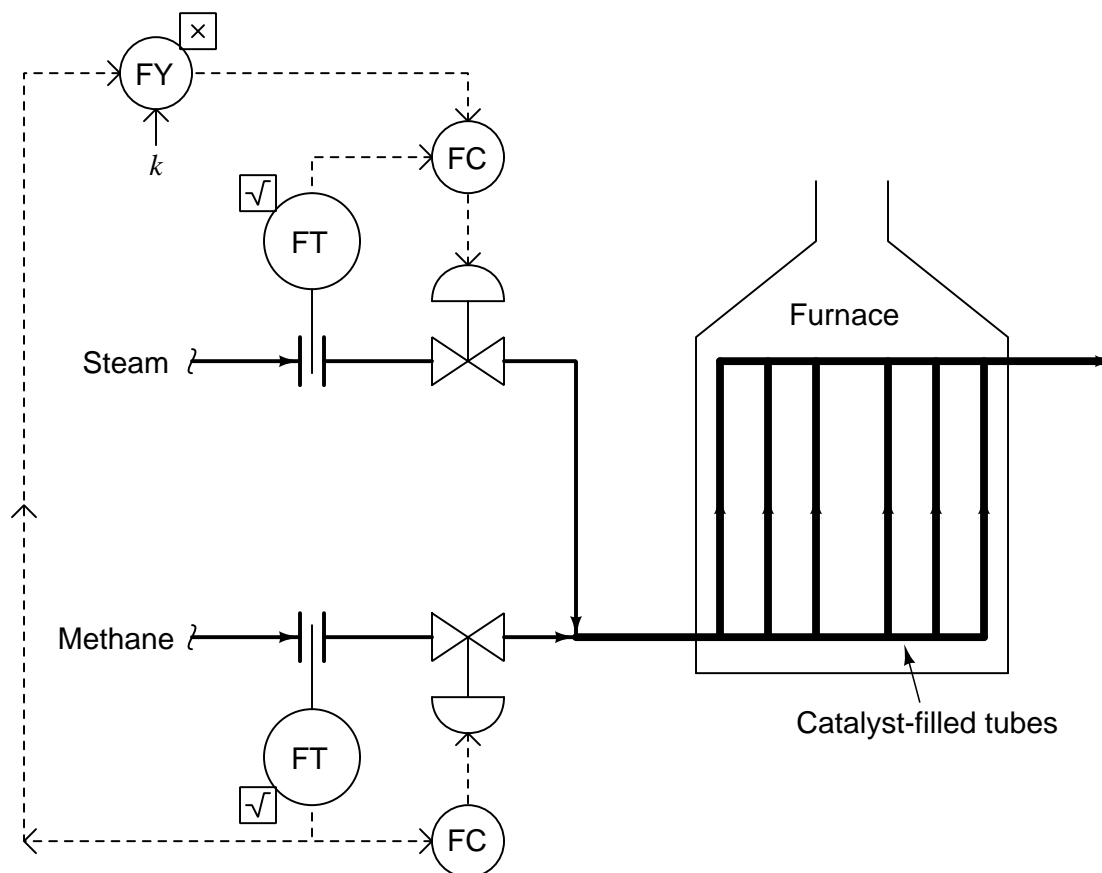 ×
FY
k
FC
√
FT
Furnace
Steam
Methane
Catalyst-filled tubes
FT
√
FC